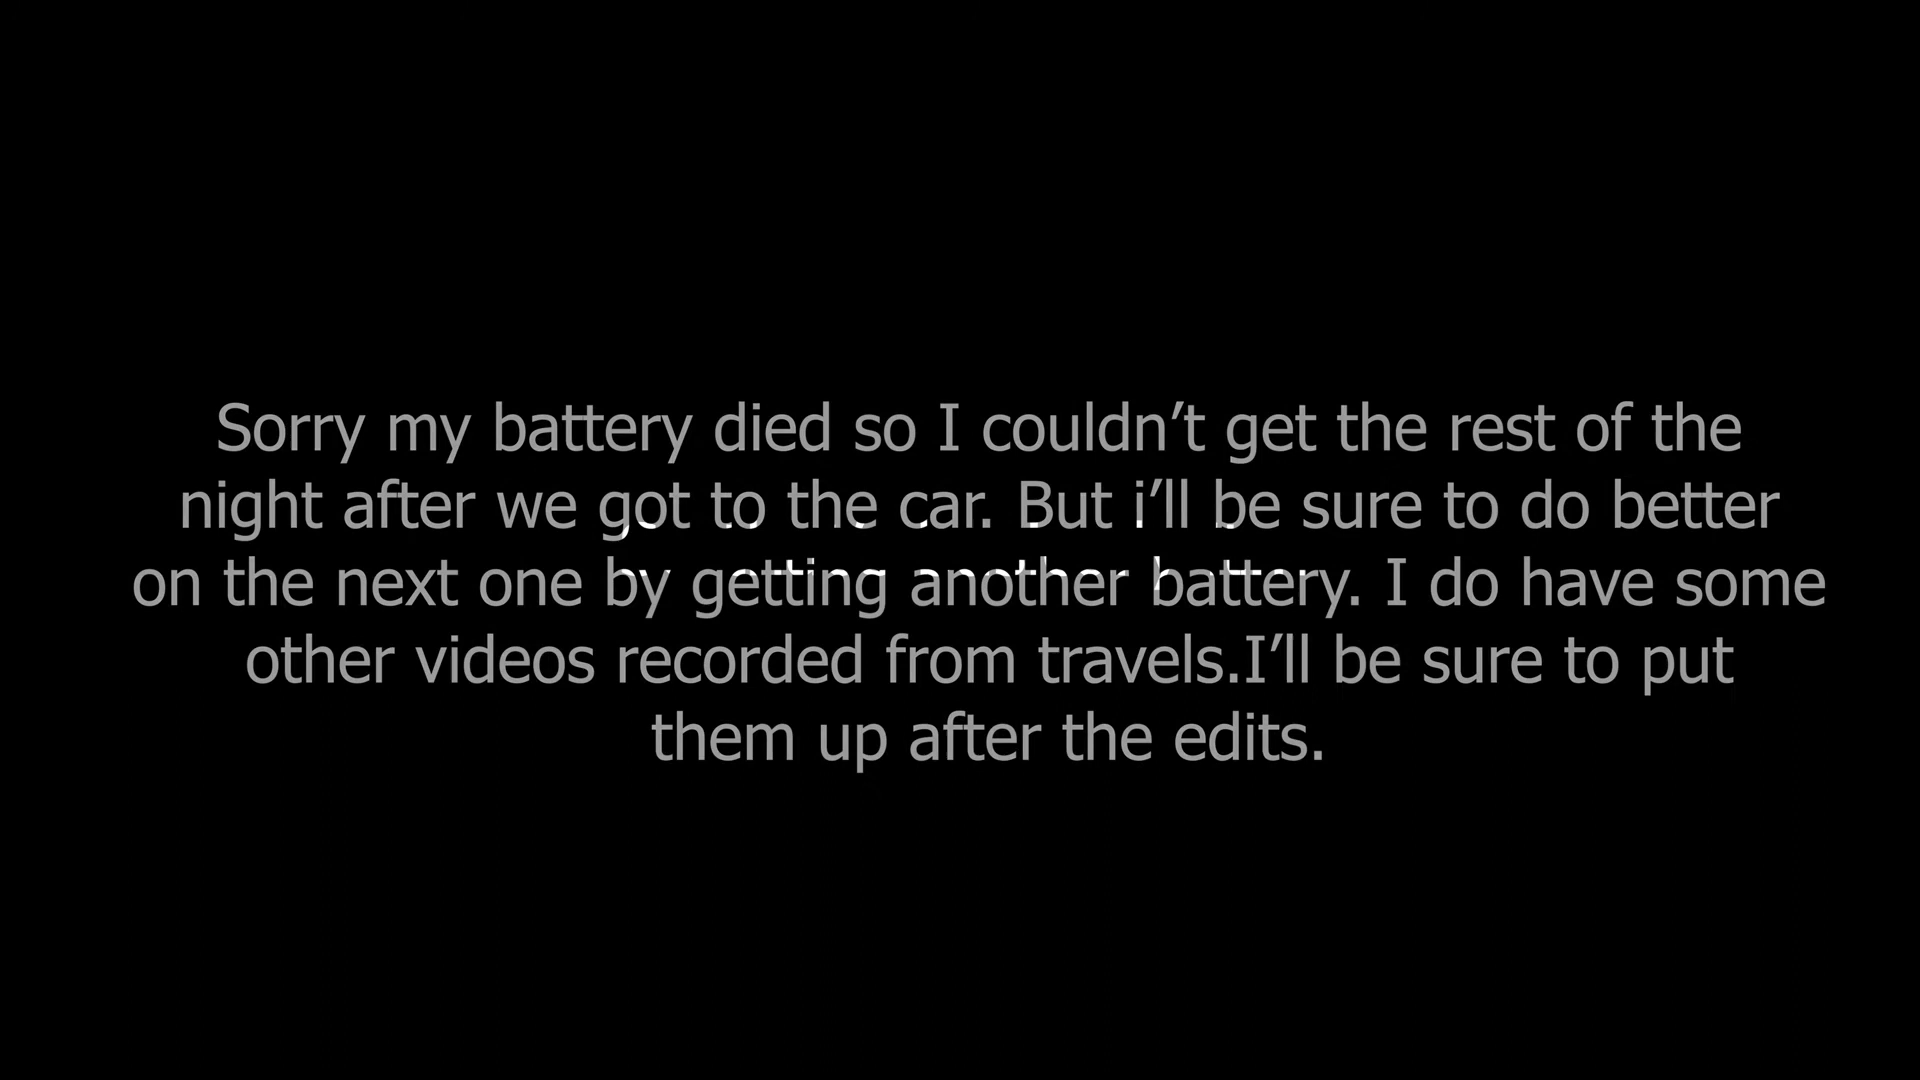 Sorry my battery died so I couldn’t get the rest of the
night after we got to the car. But i’ll be sure to do better
on the next one by getting another battery. I do have some
other videos recorded from travels.I’ll be sure to put
them up after the edits.